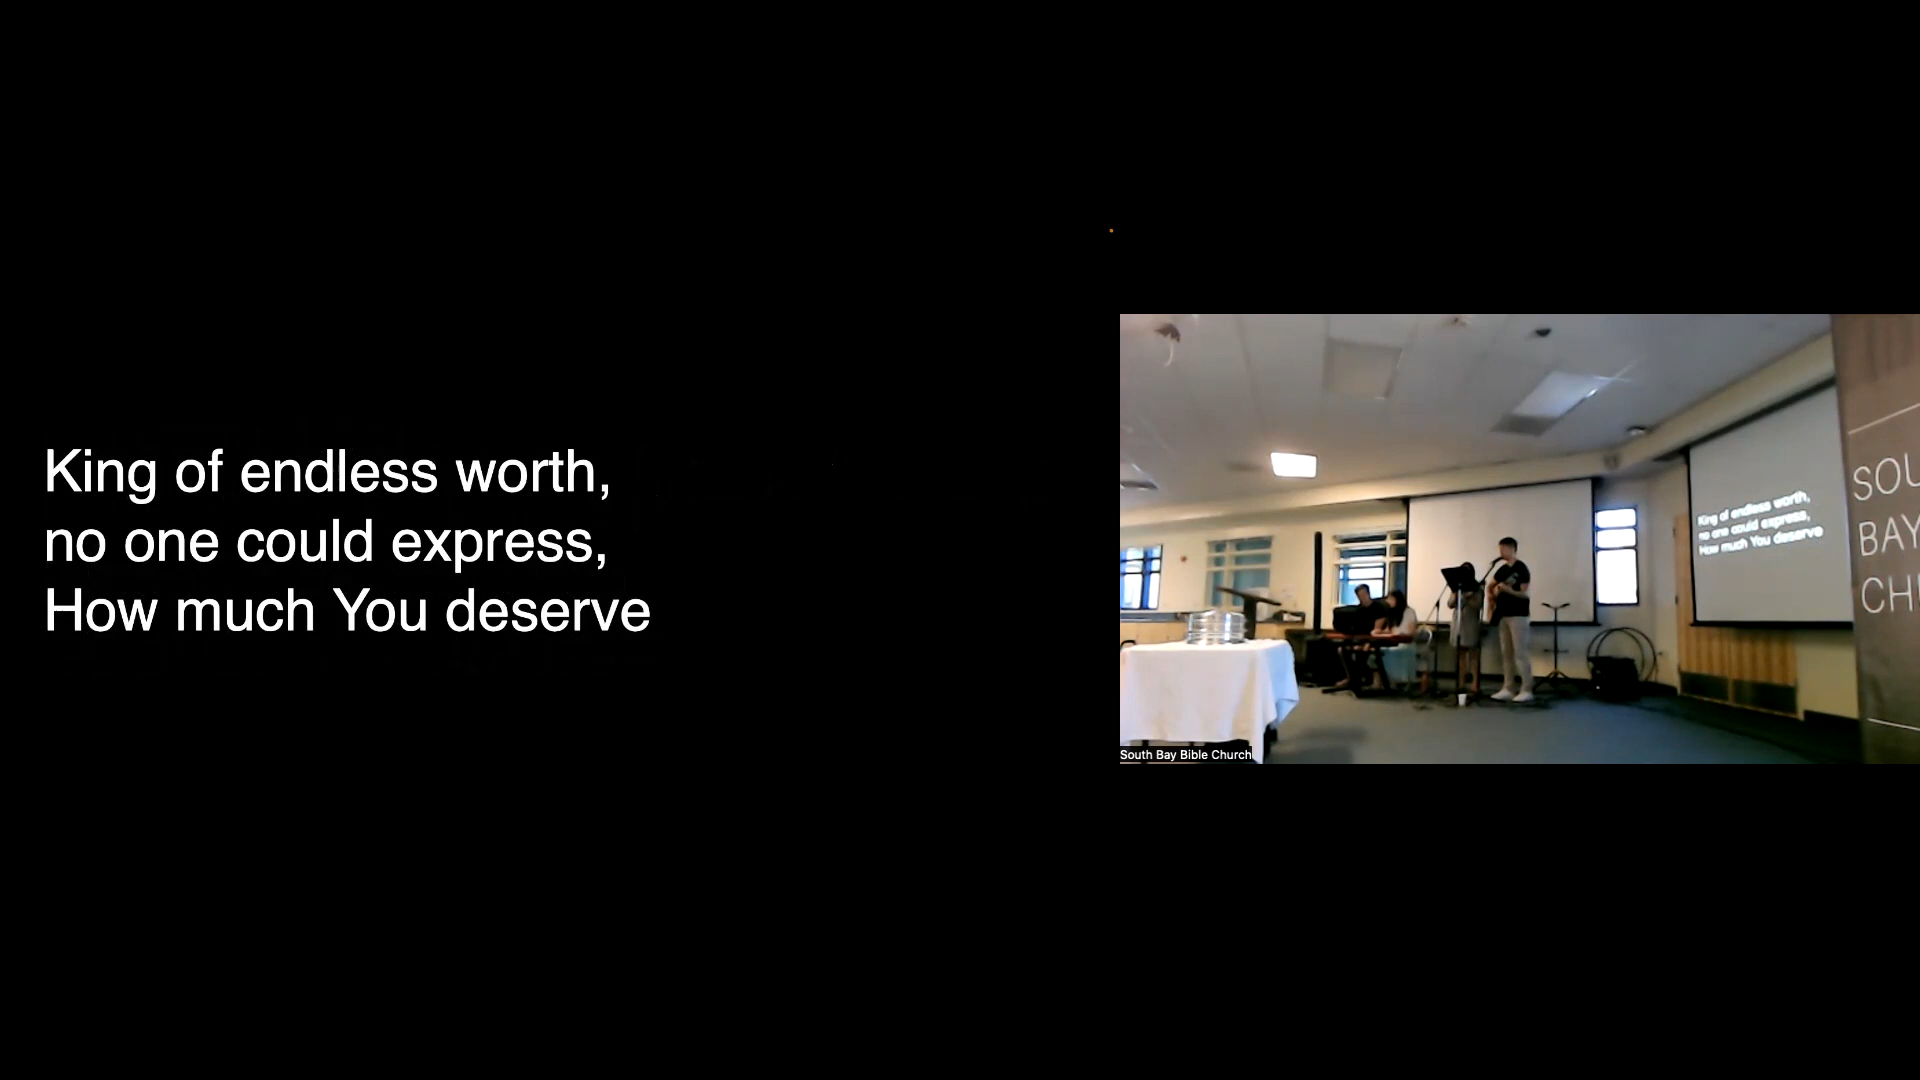 King of endless worth,
no one could express,
How much You deserve
King of endless worth,
no one could express,
How much You deserve
SOU
BAY
CH
South Bay Bible Church